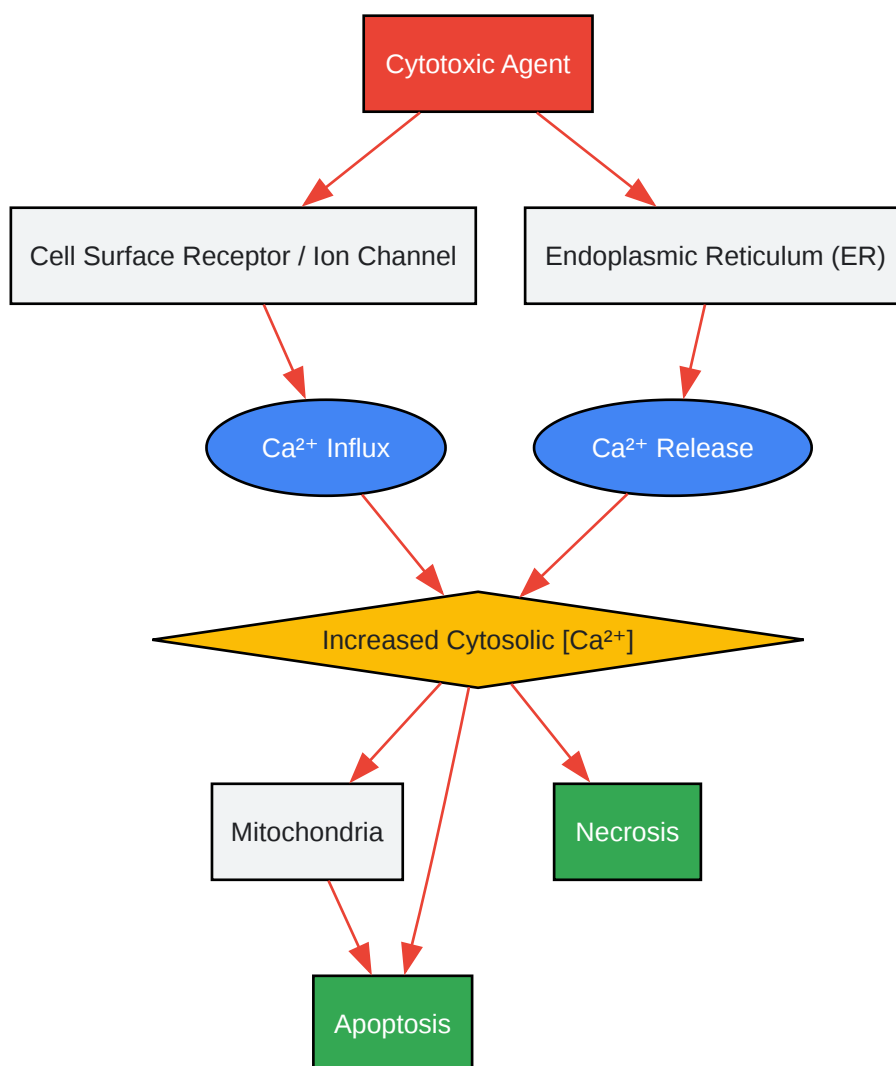 Cytotoxic Agent
Cell Surface Receptor / Ion Channel
Endoplasmic Reticulum (ER)
Ca²⁺ Influx
Ca²⁺ Release
Increased Cytosolic [Ca²⁺]
Mitochondria
Necrosis
Apoptosis